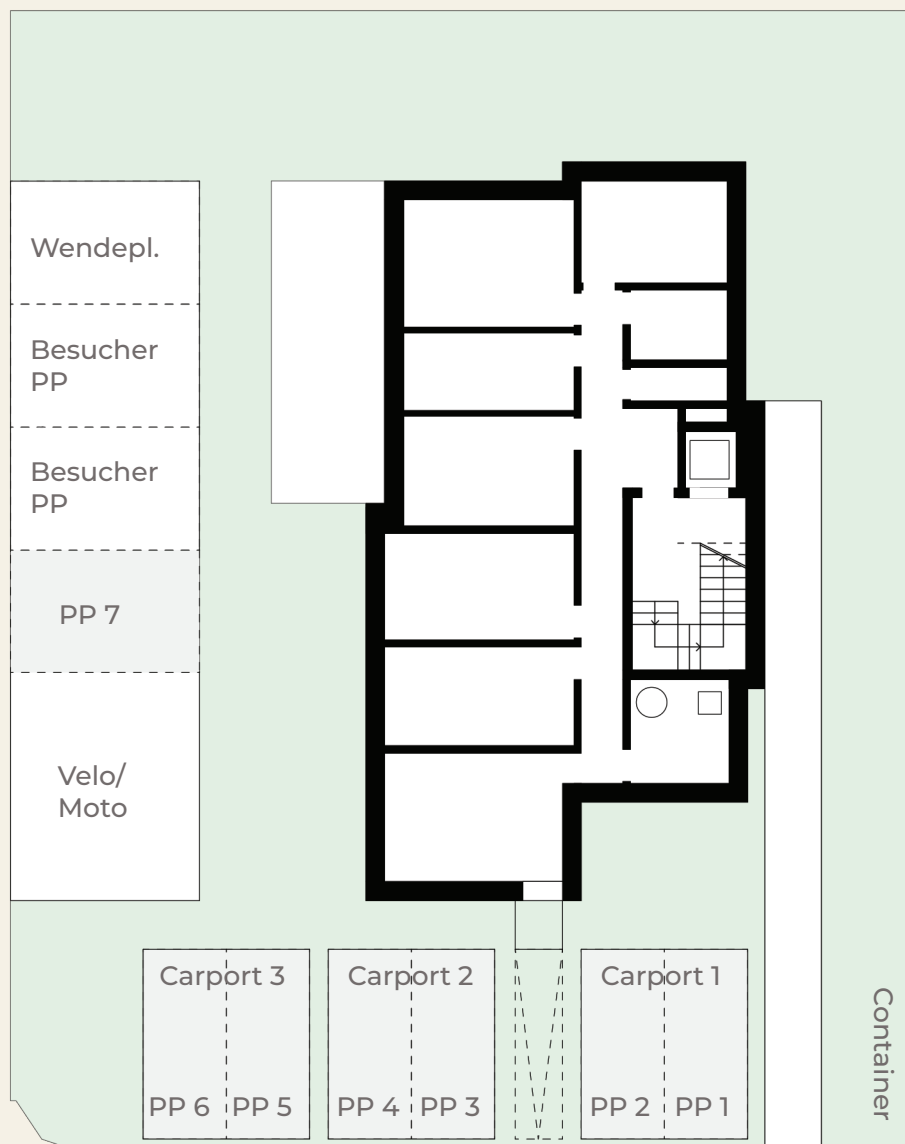 Wendepl.
Besucher
PP
Besucher
PP
PP 7
Velo/
Moto
Carport 3
Carport 2
Carport 1
PP 6
PP 5
PP 4
PP 3
PP 2
PP 1
Container